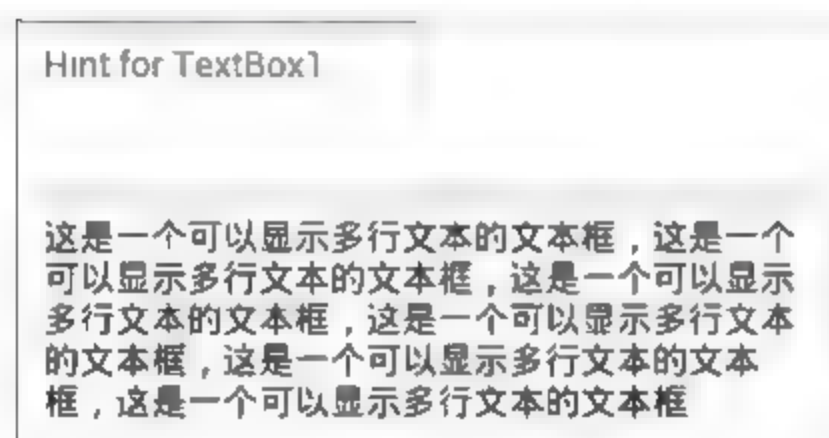 Hint for TextBox1
这是一个可以显示多行文本的文本框，这是一个
可以显示多行文本的文本框，这是一个可以显示
多行文本的文本框，这是一个可以显示多行文本
的文本框，这是一个可以显示多行文本的文本
框，这是一个可以显示多行文本的文本框